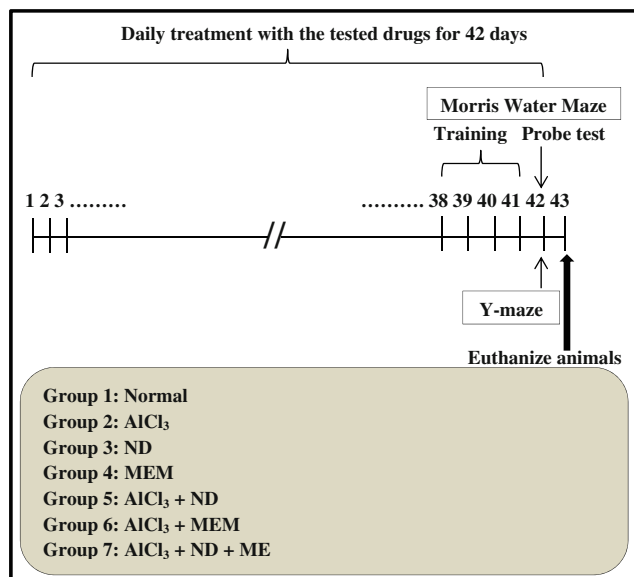 Daily treatment with the tested drugs for 42 days
Morris Water Maze
Training Probe test
1 2 3 ......... .......... 38 39 40 41 42 43
Y-maze
Euthanize animals
Group 1: Normal
Group 2: AlCl₃
Group 3: ND
Group 4: MEM
Group 5: AlCl₃ + ND
Group 6: AlCl₃ + MEM
Group 7: AlCl₃ + ND + ME